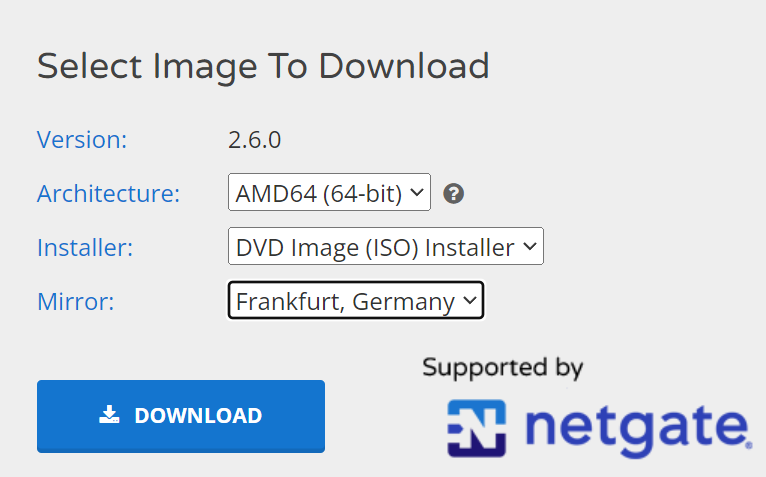 Select Image To Download
Version: 2.6.0
Architecture: AMD64 (64-bit) ?
Installer: DVD Image (ISO) Installer
Mirror: Frankfurt, Germany
DOWNLOAD
Supported by
N netgate®